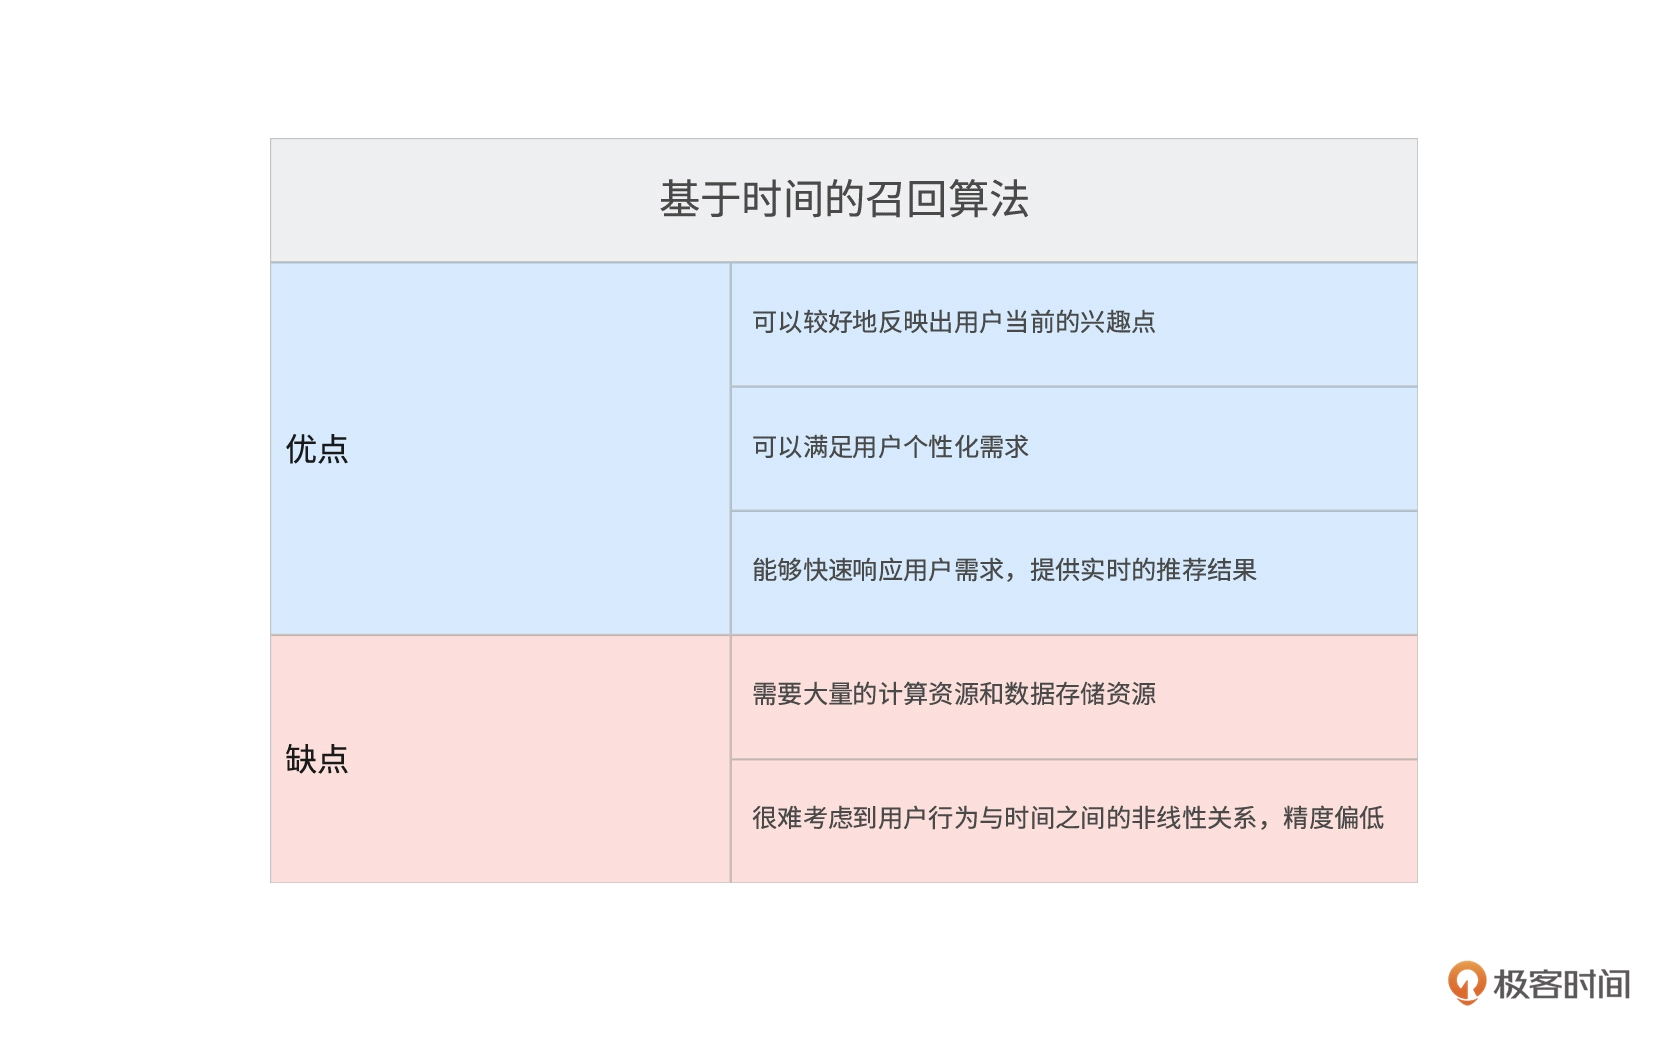 基于时间的召回算法
优点
可以较好地反映出用户当前的兴趣点
可以满足用户个性化需求
能够快速响应用户需求，提供实时的推荐结果
缺点
需要大量的计算资源和数据存储资源
很难考虑到用户行为与时间之间的非线性关系，精度偏低
极客时间